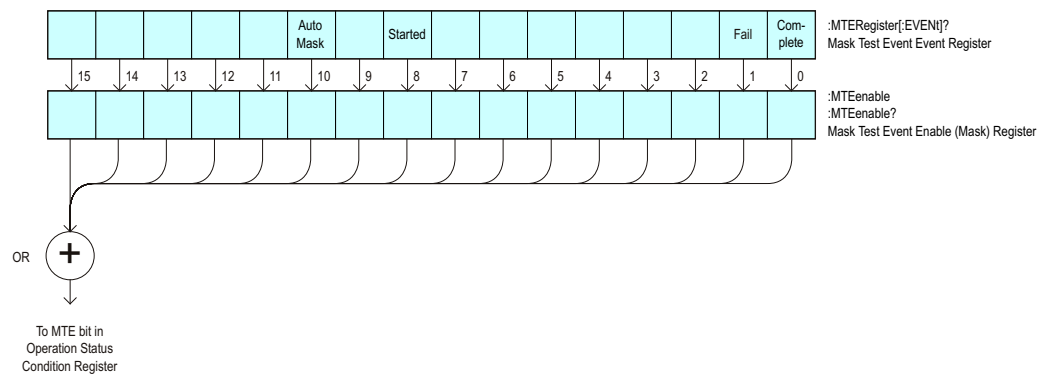 Auto
Mask
Started
Fail
Com-
plete
:MTERegister[:EVENt]?
Mask Test Event Event Register
15 14 13 12 11 10 9 8 7 6 5 4 3 2 1 0
:MTEenable
:MTEenable?
Mask Test Event Enable (Mask) Register
OR
+
To MTE bit in
Operation Status
Condition Register